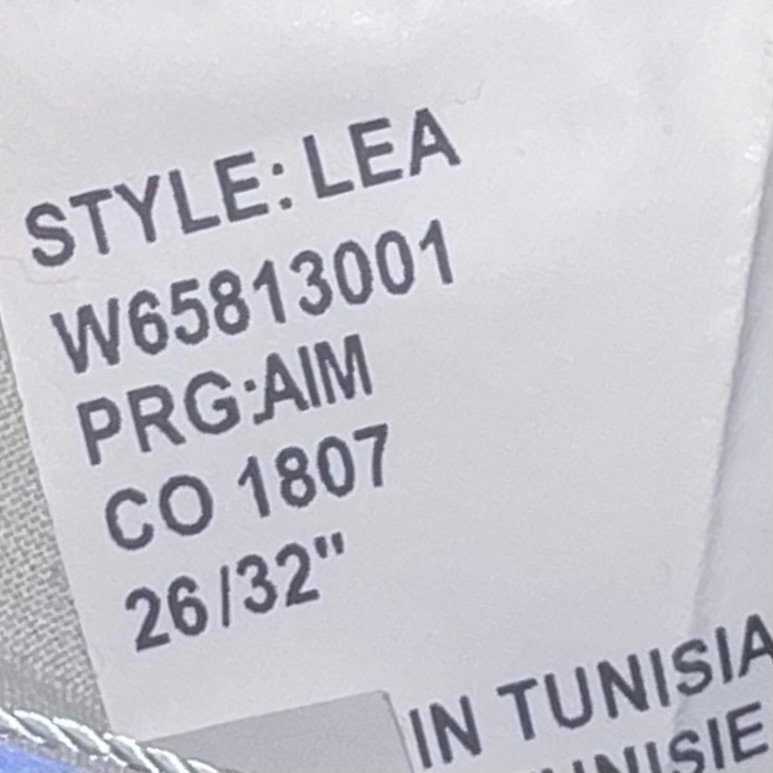 STYLE: LEA
W65813001
PRG:AIM
CO 1807
26/32"
IN TUNISIA